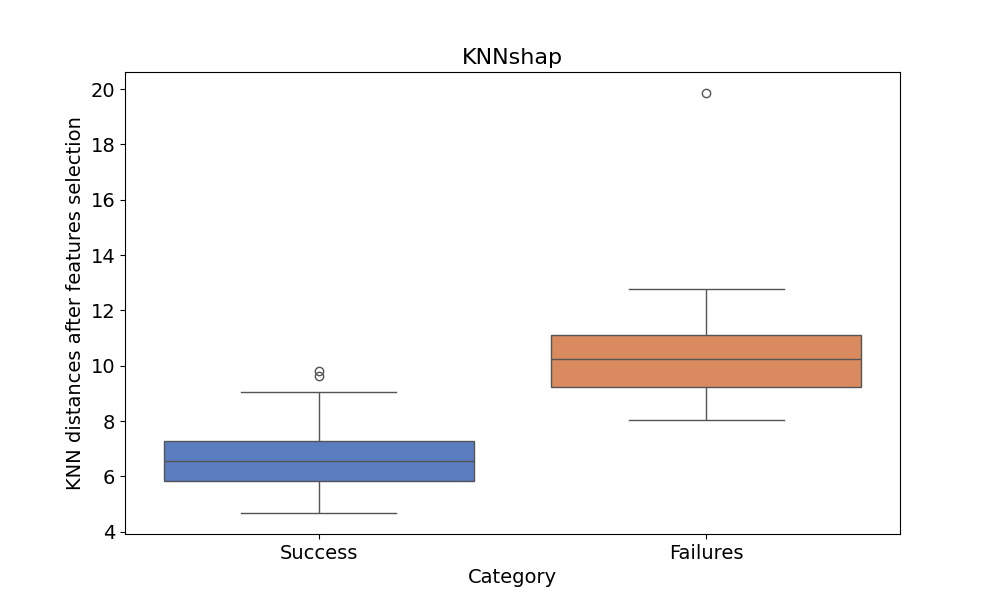 KNNshap
KNN distances after features selection
20
18
16
14
12
10
8
6
4
Success
Failures
Category